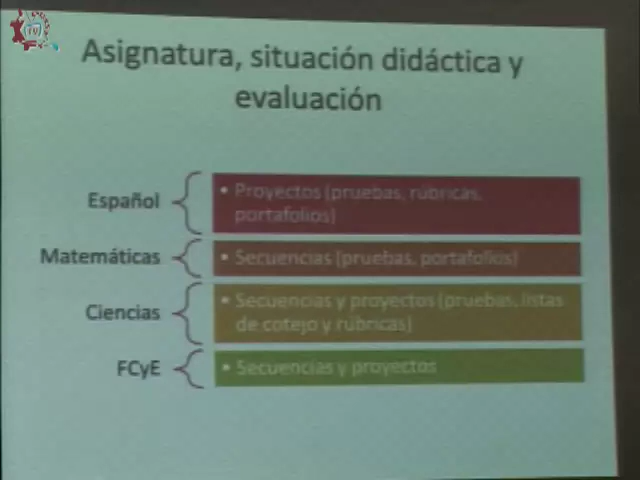 Asignatura, situación didáctica y
evaluación
Español
• Proyectos (pruebas, rúbricas,
portafolios)
Matemáticas
• Secuencias (pruebas, portafolios)
Ciencias
• Secuencias y proyectos (pruebas, listas
de cotejo y rúbricas)
FCyE
• Secuencias y proyectos